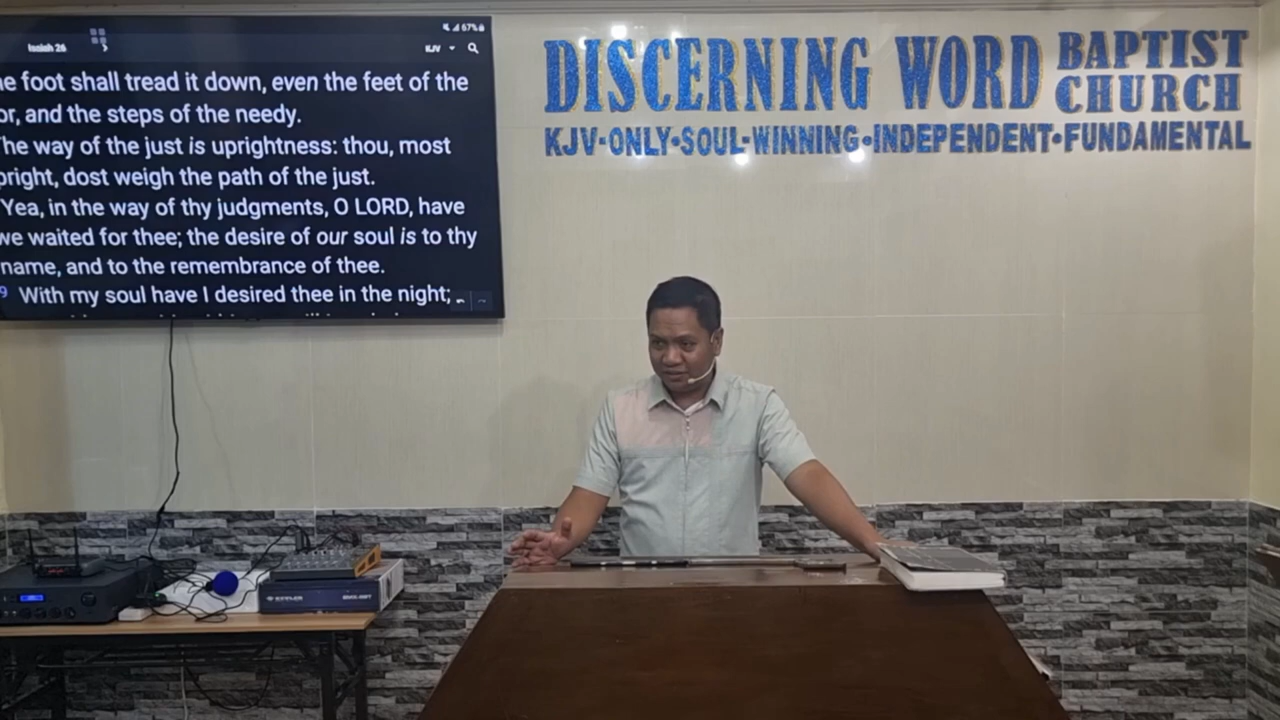 67%
Isaiah 26
KJV
foot shall tread it down, even the feet of the
and the steps of the needy.
The way of the just is uprightness: thou, most
dost weigh the path of the just.
Yea, in the way of thy judgments, O LORD, have
we waited for thee; the desire of our soul is to thy
name, and to the remembrance of thee.
9 With my soul have I desired thee in the night;
DISCERNING WORD BAPTIST
CHURCH
KJV-ONLY•SOUL-WINNING•INDEPENDENT•FUNDAMENTAL